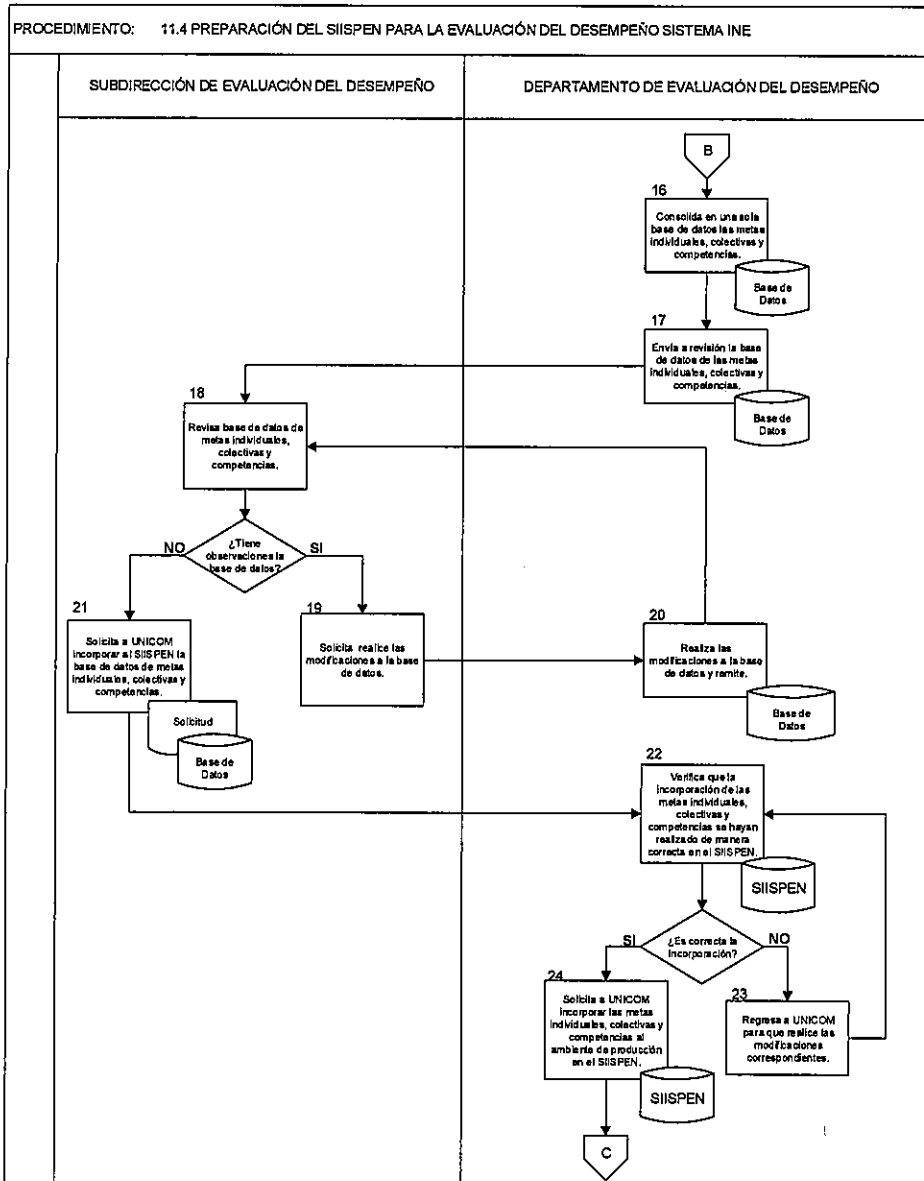 PROCEDIMIENTO: 11.4 PREPARACIÓN DEL SIISPEN PARA LA EVALUACIÓN DEL DESEMPEÑO SISTEMA INE
SUBDIRECCIÓN DE EVALUACIÓN DEL DESEMPEÑO
DEPARTAMENTO DE EVALUACIÓN DEL DESEMPEÑO
B
16
Consolida en una sola
base de datos las metas
individuales, colectivas y
competencias.
Base de
Datos
17
Envía a revisión la base
de datos de las metas
individuales, colectivas y
competencias.
Base de
Datos
18
Revisa base de datos de
metas individuales,
colectivas y
competencias.
¿Tiene
observaciones la
base de datos?
NO
SI
21
Solicita a UNICOM
incorporar al SIISPEN la
base de datos de metas
individuales, colectivas y
competencias.
Solicitud
Base de
Datos
19
Solicita realice las
modificaciones a la base
de datos.
20
Realiza las
modificaciones a la base
de datos y remite.
Base de
Datos
22
Verifica que la
incorporación de las
metas individuales,
colectivas y
competencias se hayan
realizado de manera
correcta en el SIISPEN.
SIISPEN
¿Es correcta la
incorporación?
SI
NO
24
Solicita a UNICOM
incorporar las metas
individuales, colectivas y
competencias al
ambiente de producción
en el SIISPEN.
SIISPEN
23
Regresa a UNICOM
para que realice las
modificaciones
correspondientes.
C